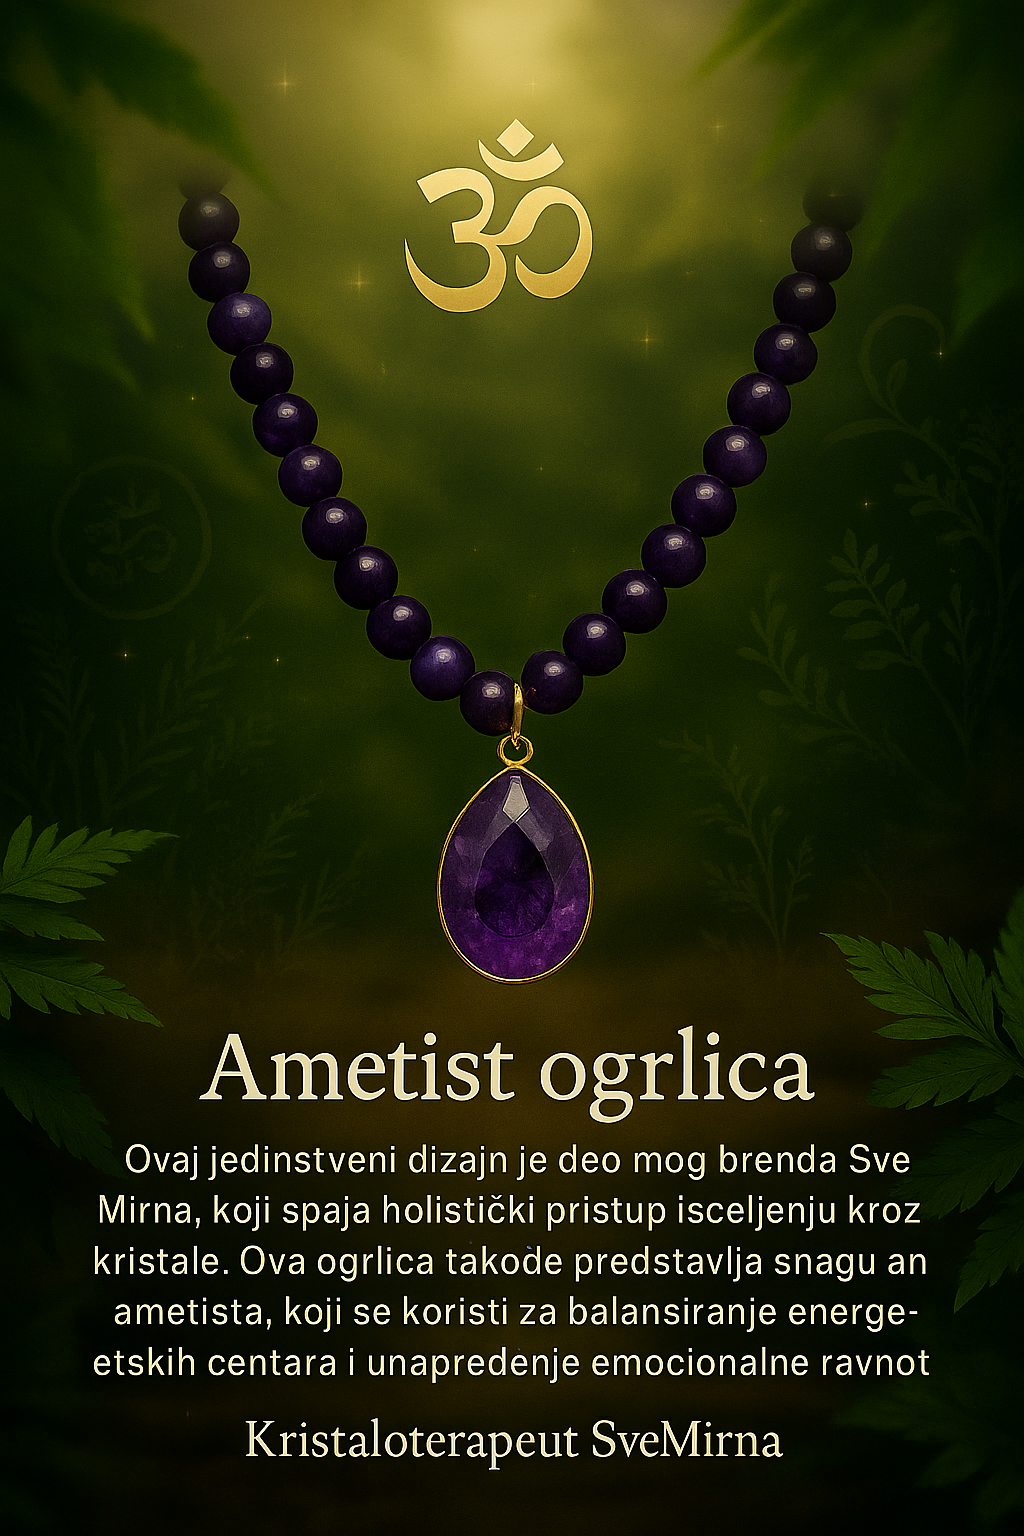 ॐ
Ametist ogrlica
Ovaj jedinstveni dizajn je deo mog brenda Sve
Mirna, koji spaja holistički pristup isceljenju kroz
kristale. Ova ogrlica takođe predstavlja snagu an
ametista, koji se koristi za balansiranje energe-
etskih centara i unapređenje emocionalne ravnot
Kristaloterapeut SveMirna